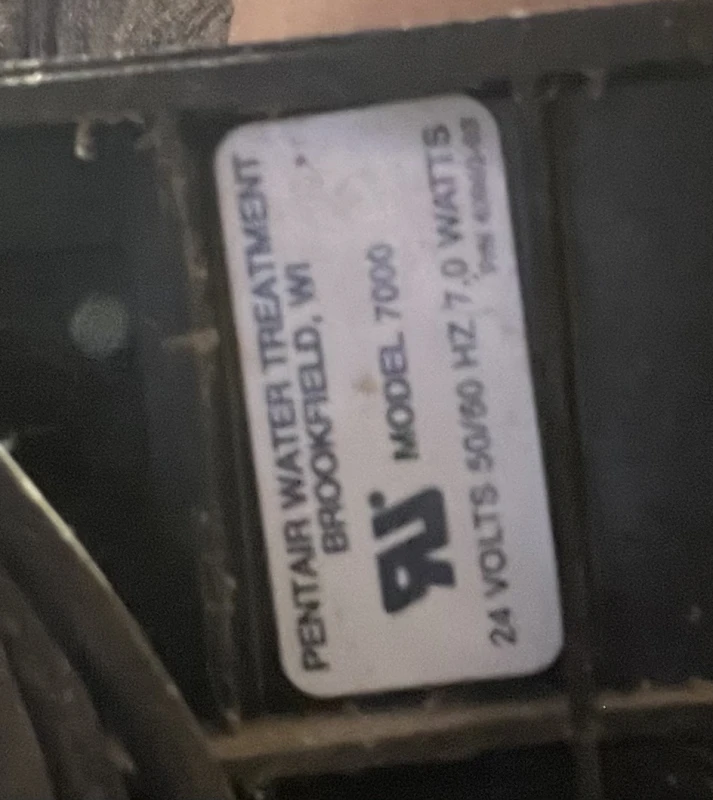 PENTAIR WATER TREATMENT
BROOKFIELD, WI
MODEL 7000
24 VOLTS 50/60 HZ 7.0 WATTS
P/N